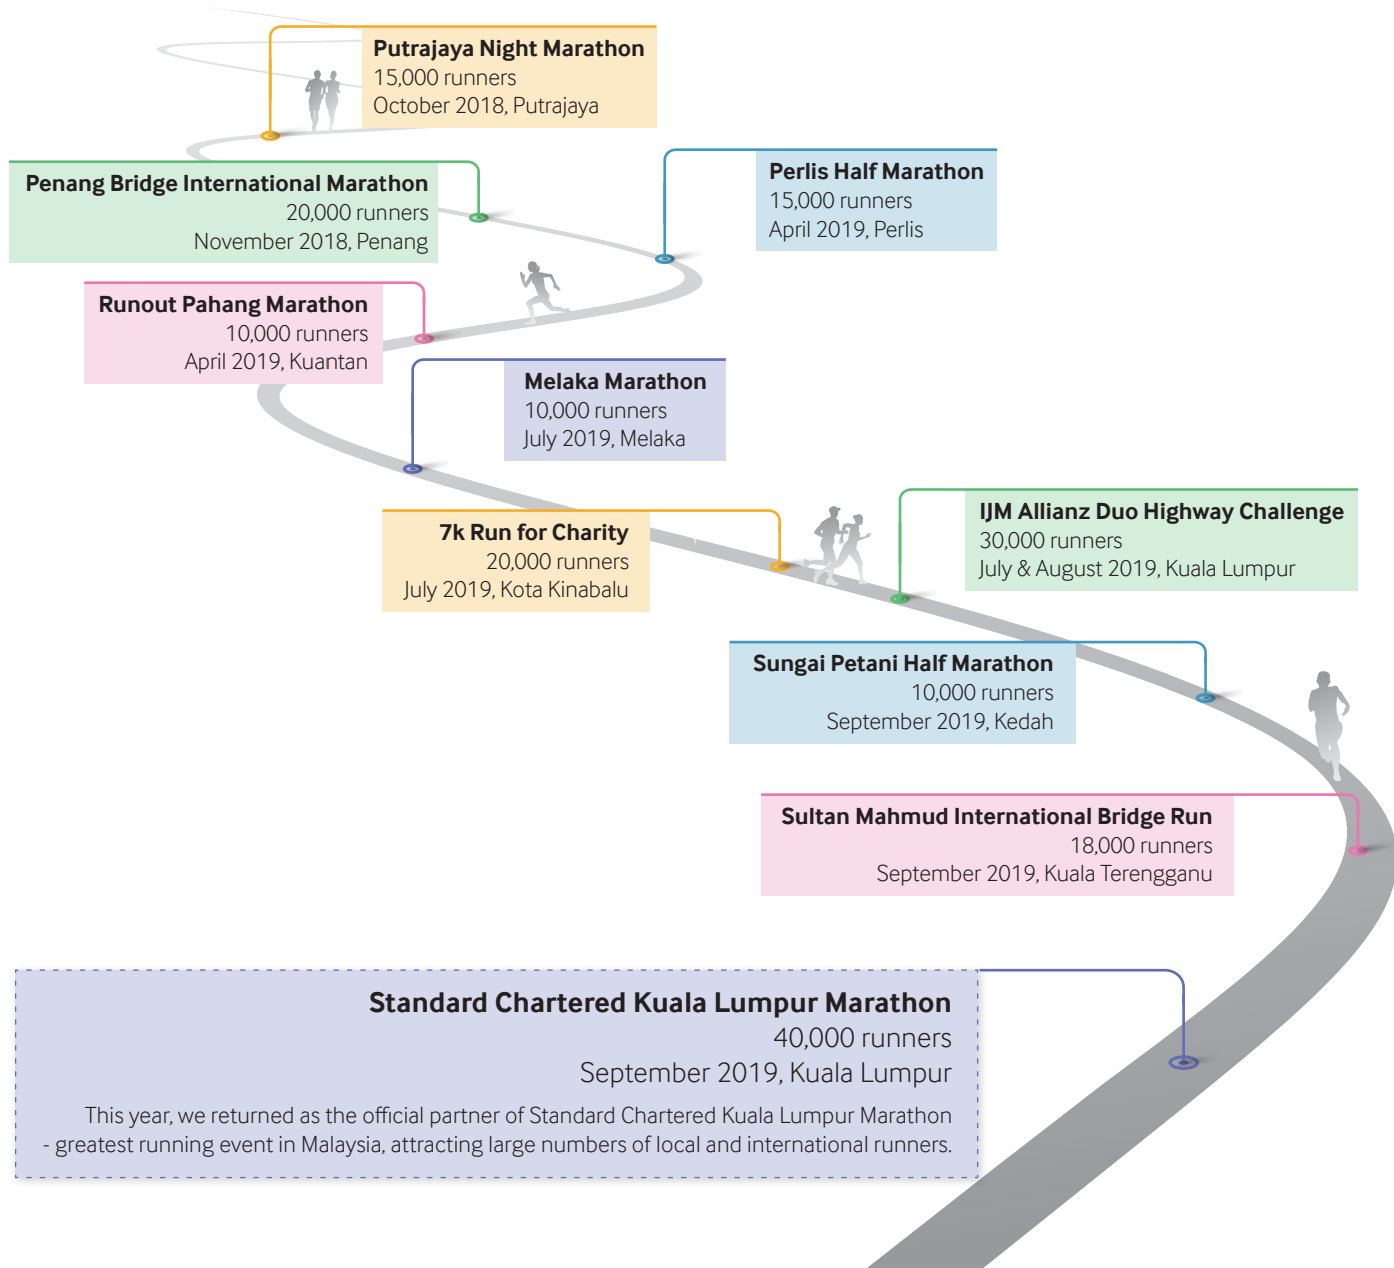 Putrajaya Night Marathon
15,000 runners
October 2018, Putrajaya
Penang Bridge International Marathon
20,000 runners
November 2018, Penang
Perlis Half Marathon
15,000 runners
April 2019, Perlis
Runout Pahang Marathon
10,000 runners
April 2019, Kuantan
Melaka Marathon
10,000 runners
July 2019, Melaka
7k Run for Charity
20,000 runners
July 2019, Kota Kinabalu
IJM Allianz Duo Highway Challenge
30,000 runners
July & August 2019, Kuala Lumpur
Sungai Petani Half Marathon
10,000 runners
September 2019, Kedah
Sultan Mahmud International Bridge Run
18,000 runners
September 2019, Kuala Terengganu
Standard Chartered Kuala Lumpur Marathon
40,000 runners
September 2019, Kuala Lumpur
This year, we returned as the official partner of Standard Chartered Kuala Lumpur Marathon
- greatest running event in Malaysia, attracting large numbers of local and international runners.